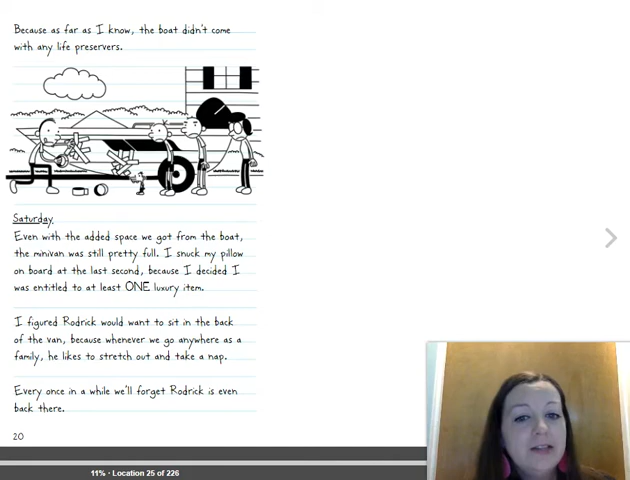 Because as far as I know, the boat didn't come
with any life preservers.
Saturday
Even with the added space we got from the boat,
the minivan was still pretty full. I snuck my pillow
on board at the last second, because I decided I
was entitled to at least ONE luxury item.
I figured Rodrick would want to sit in the back
of the van, because whenever we go anywhere as a
family, he likes to stretch out and take a nap.
Every once in a while we'll forget Rodrick is even
back there.
20
11% · Location 25 of 226